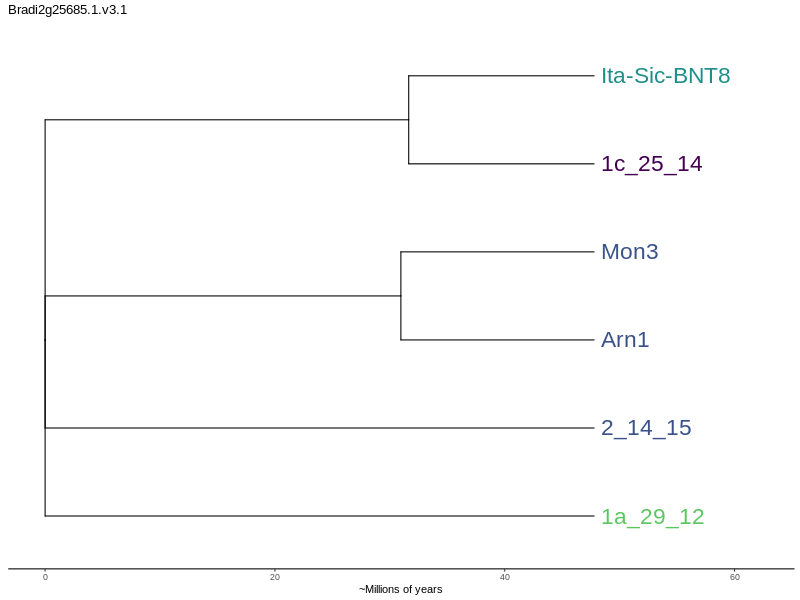 Bradi2g25685.1.v3.1
Ita-Sic-BNT8
1c_25_14
Mon3
Arn1
2_14_15
1a_29_12
0 20 40 60
~Millions of years